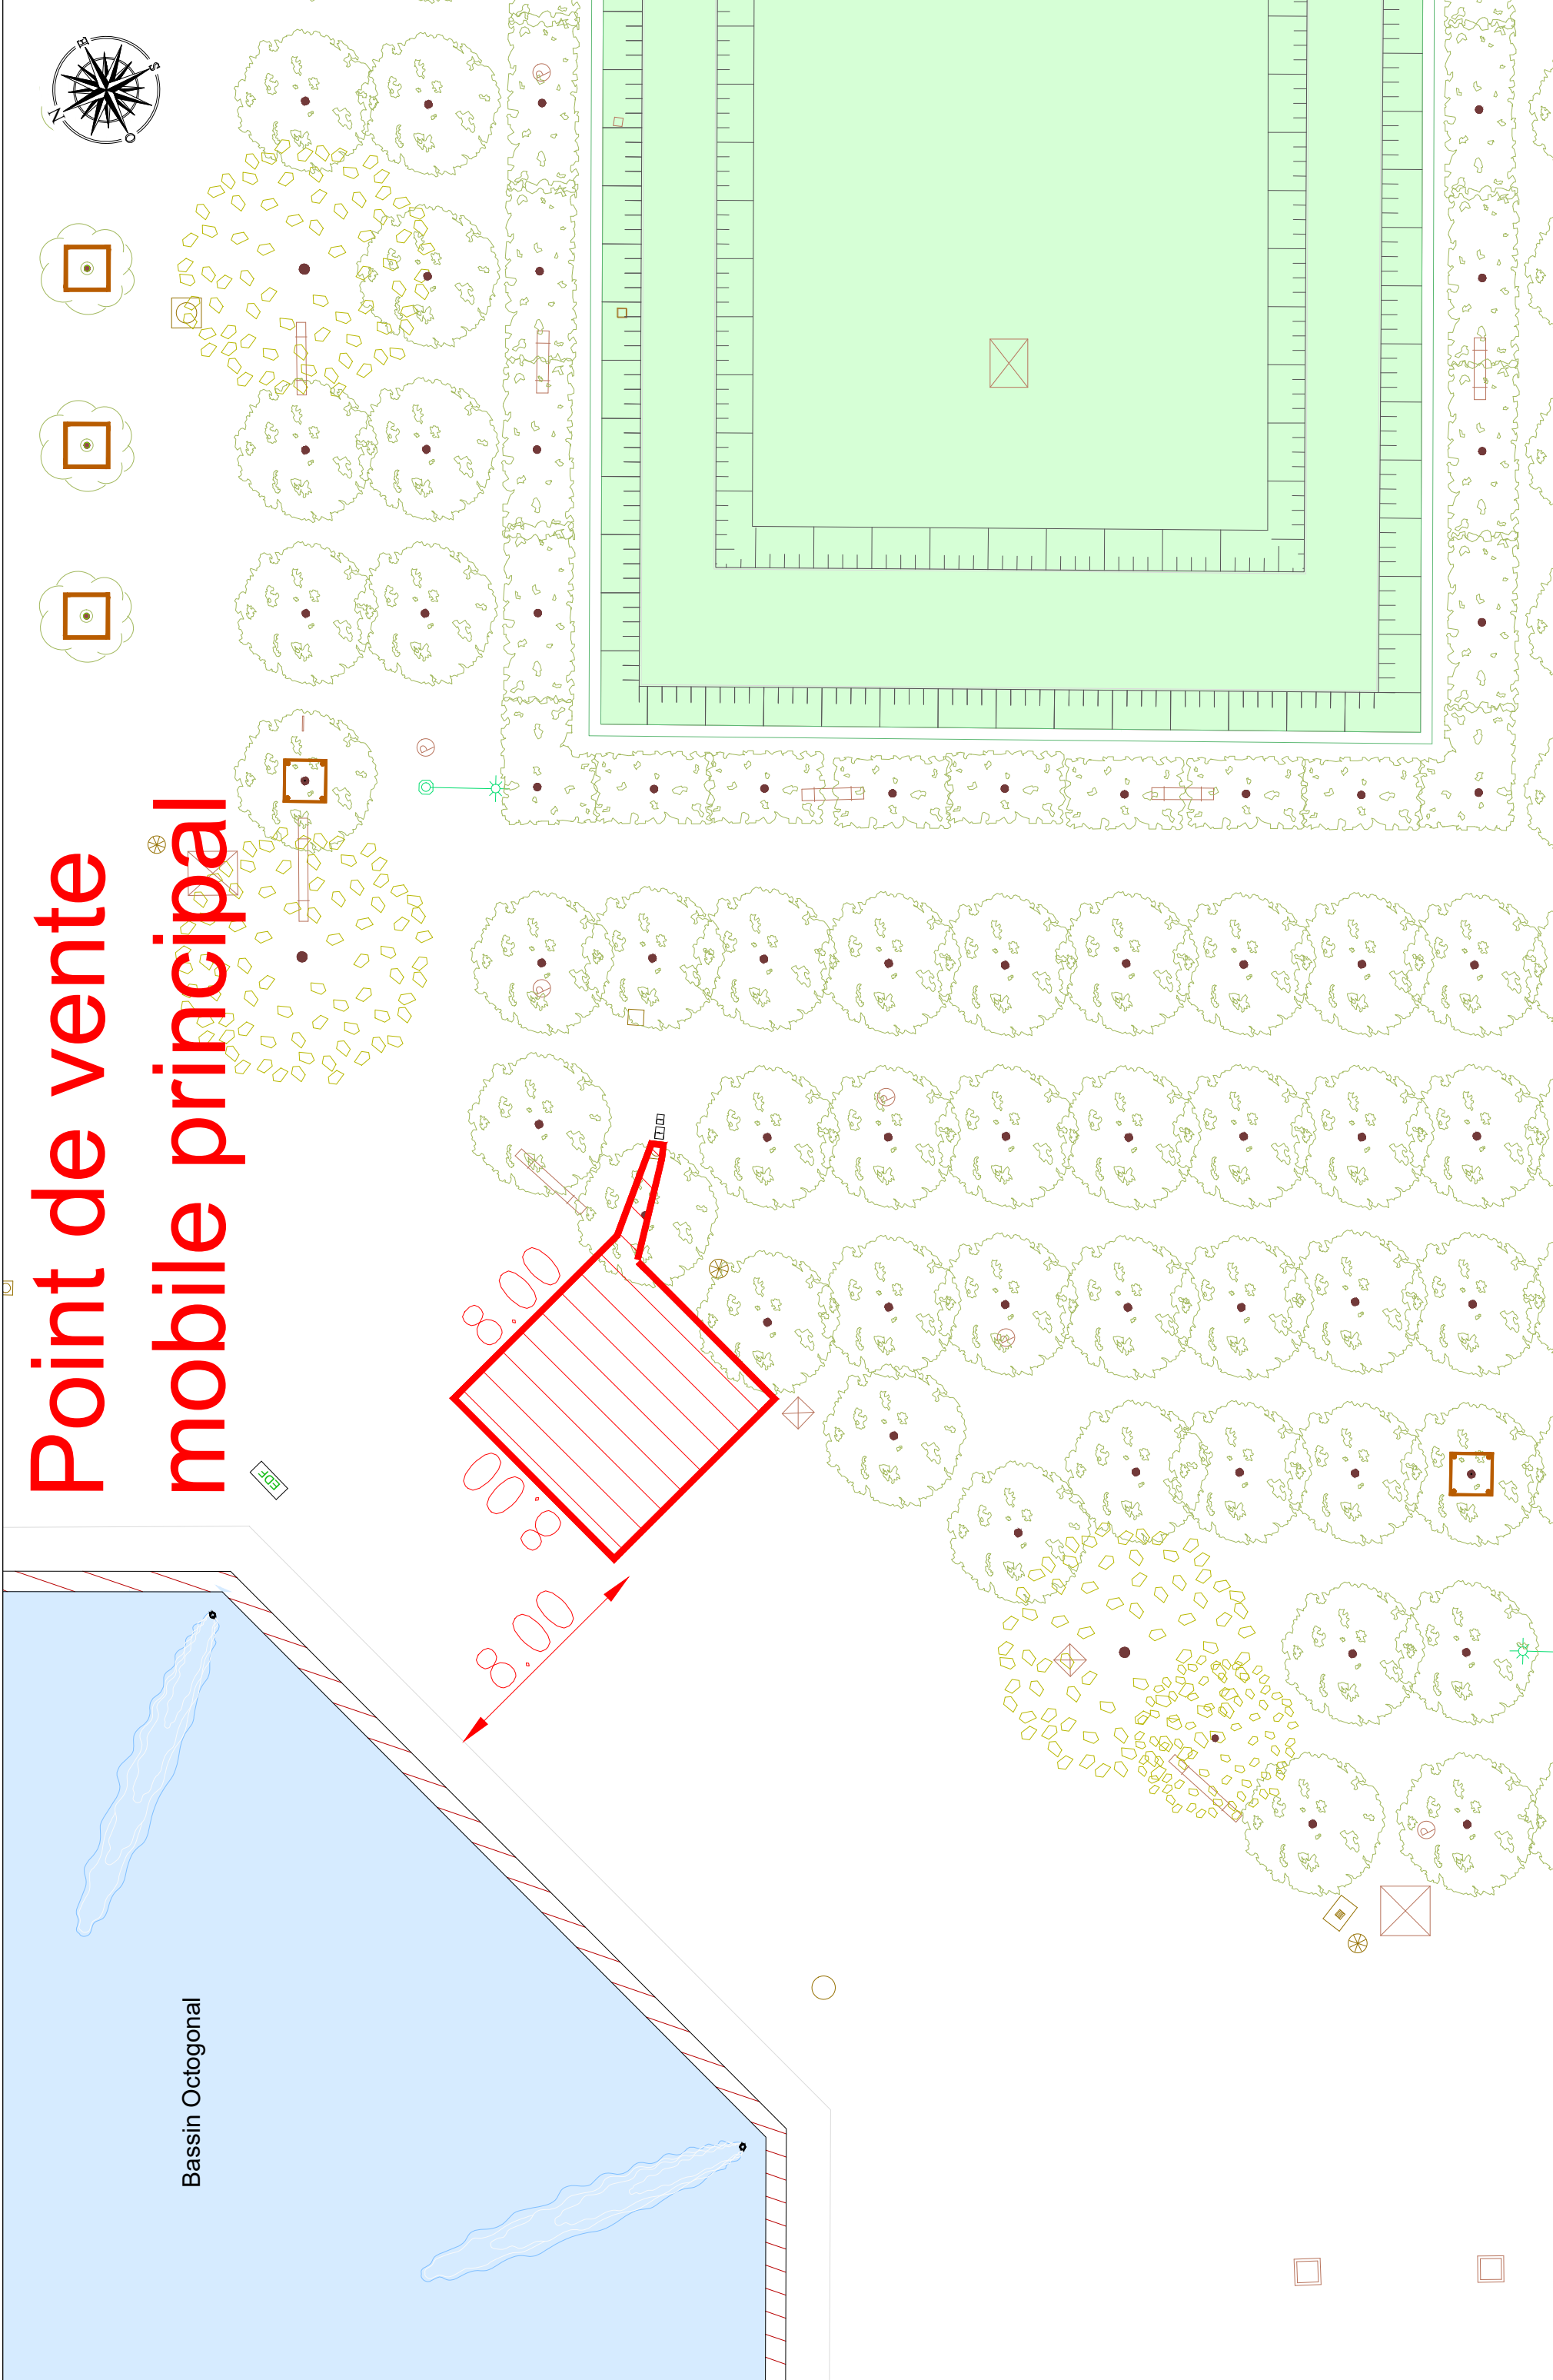 Point de vente
mobile principal
N
E
S
O
P
P
P
P
P
P
P
8.00
8.00
8.00
EDF
Bassin Octogonal